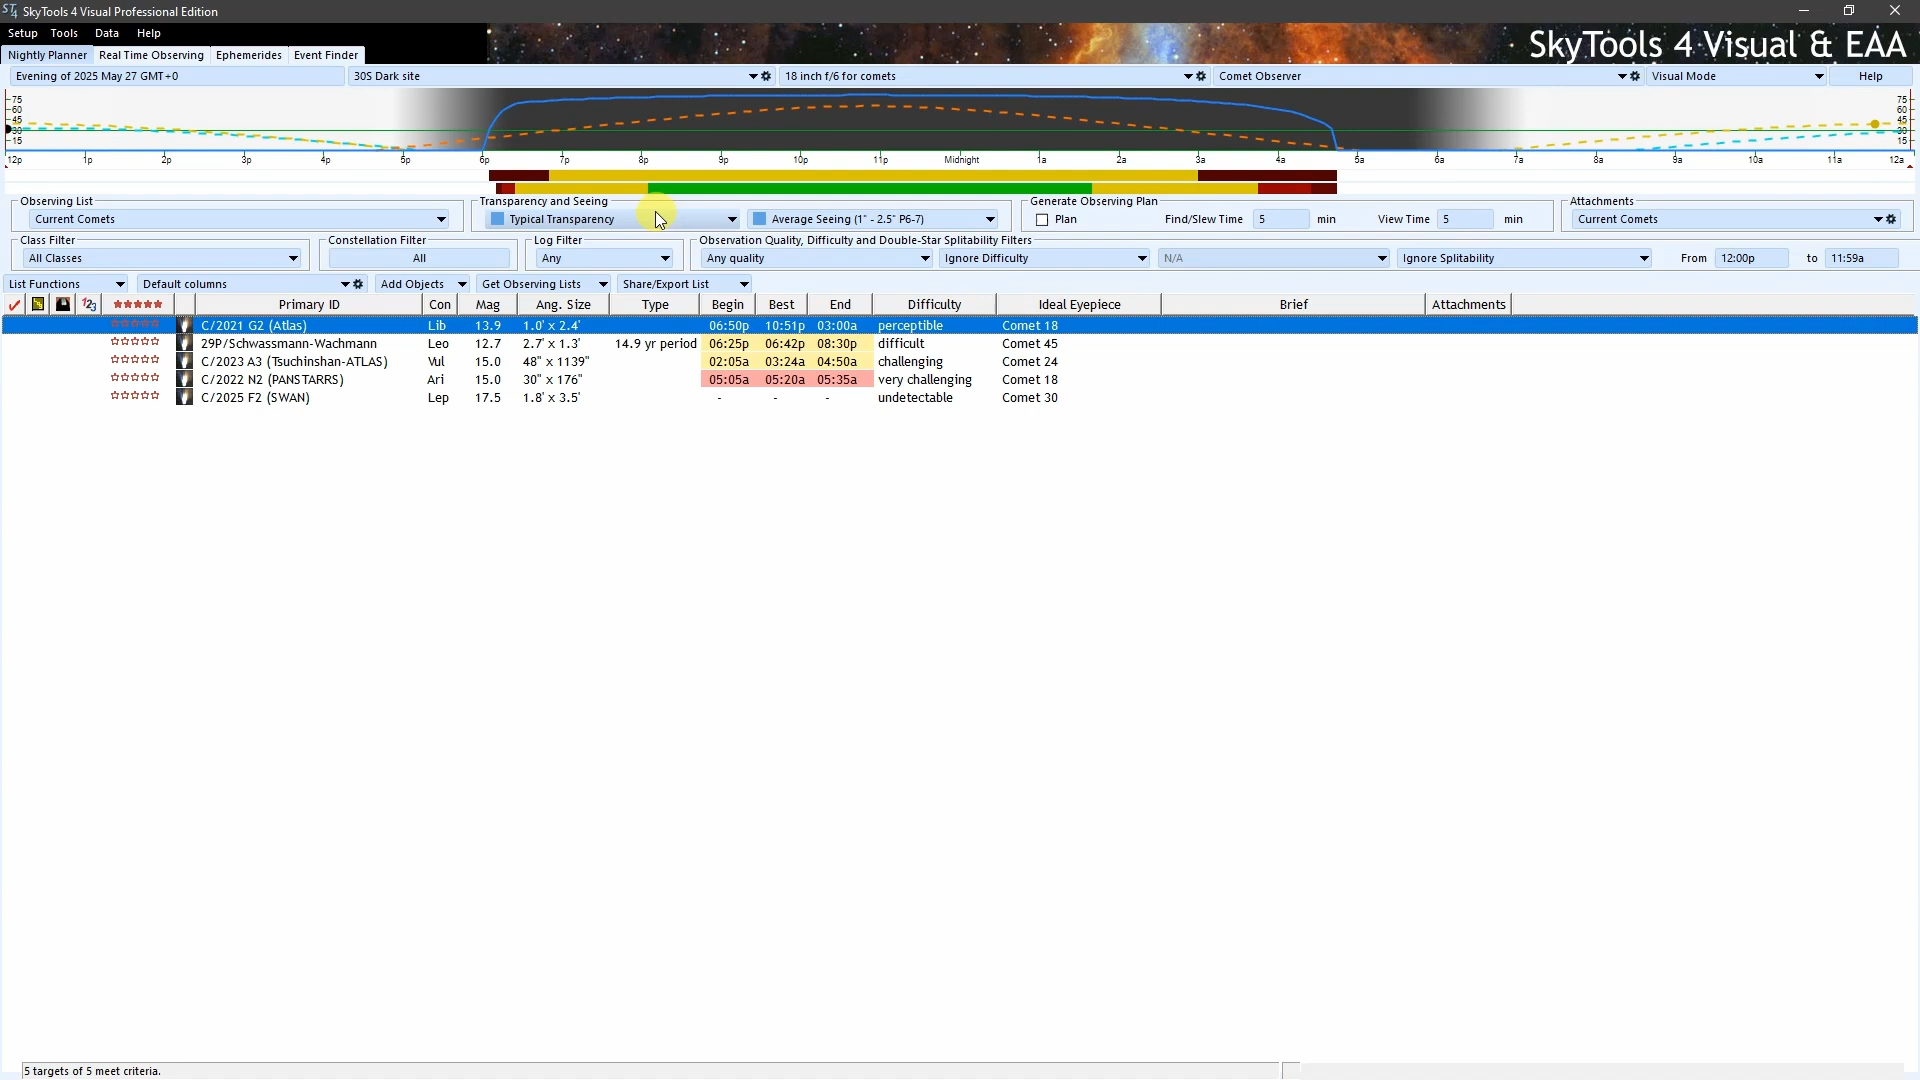 SkyTools 4 Visual Professional Edition
Setup Tools Data Help
SkyTools 4 Visual & EAA
Nightly Planner Real Time Observing Ephemerides Event Finder
Evening of 2025 May 27 GMT+0 30S Dark site 18 inch f/6 for comets Comet Observer Visual Mode Help
75 75
60 60
45 45
30 30
15 15
12p 1p 2p 3p 4p 5p 6p 7p 8p 9p 10p 11p Midnight 1a 2a 3a 4a 5a 6a 7a 8a 9a 10a 11a 12a
Observing List Transparency and Seeing Generate Observing Plan Attachments
Current Comets Typical Transparency Average Seeing (1" - 2.5" P6-7) Plan Find/Slew Time 5 min View Time 5 min Current Comets
Class Filter Constellation Filter Log Filter Observation Quality, Difficulty and Double-Star Splitability Filters
All Classes All Any Any quality Ignore Difficulty N/A Ignore Splitability From 12:00p to 11:59a
List Functions Default columns Add Objects Get Observing Lists Share/Export List
Primary ID Con Mag Ang. Size Type Begin Best End Difficulty Ideal Eyepiece Brief Attachments
C/2021 G2 (Atlas) Lib 13.9 1.0' x 2.4' 06:50p 10:51p 03:00a perceptible Comet 18
29P/Schwassmann-Wachmann Leo 12.7 2.7' x 1.3' 14.9 yr period 06:25p 06:42p 08:30p difficult Comet 45
C/2023 A3 (Tsuchinshan-ATLAS) Vul 15.0 48" x 1139" 02:05a 03:24a 04:50a challenging Comet 24
C/2022 N2 (PANSTARRS) Ari 15.0 30" x 176" 05:05a 05:20a 05:35a very challenging Comet 18
C/2025 F2 (SWAN) Lep 17.5 1.8' x 3.5' - - - undetectable Comet 30
5 targets of 5 meet criteria.